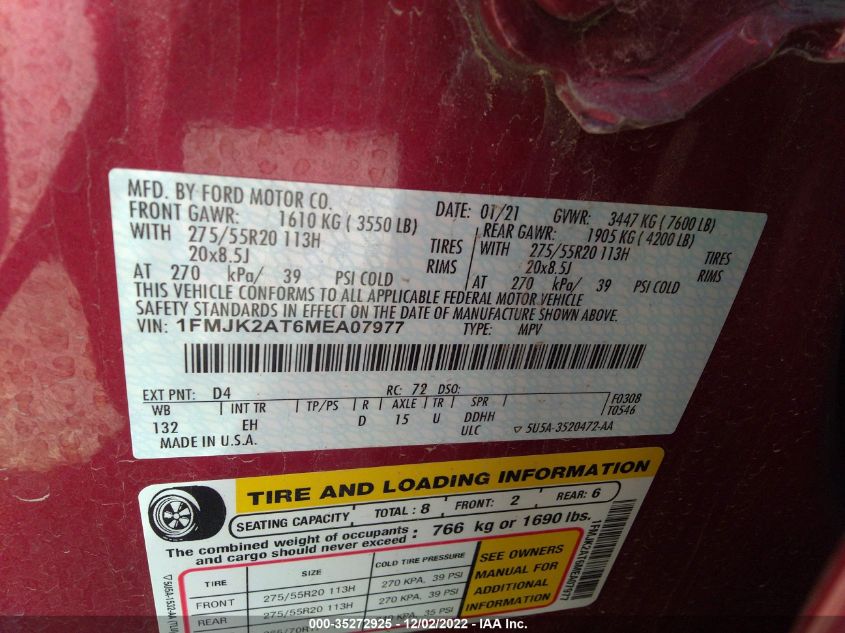 MFD. BY FORD MOTOR CO.
DATE: 01/21 GVWR: 3447 KG ( 7600 LB)
FRONT GAWR: 1610 KG ( 3550 LB) REAR GAWR: 1905 KG ( 4200 LB)
WITH 275/55R20 113H TIRES WITH 275/55R20 113H TIRES
20x8.5J RIMS 20x8.5J RIMS
AT 270 kPa/ 39 PSI COLD AT 270 kPa/ 39 PSI COLD
THIS VEHICLE CONFORMS TO ALL APPLICABLE FEDERAL MOTOR VEHICLE
SAFETY STANDARDS IN EFFECT ON THE DATE OF MANUFACTURE SHOWN ABOVE.
VIN: 1FMJK2AT6MEA07977 TYPE: MPV
EXT PNT: D4 RC: 72 DSO:
WB INT TR TP/PS R AXLE TR SPR F0308
132 EH D 15 U DDHH T0546
ULC ▽ 5U5A-3520472-AA
MADE IN U.S.A.
TIRE AND LOADING INFORMATION
SEATING CAPACITY TOTAL : 8 FRONT: 2 REAR: 6
The combined weight of occupants
and cargo should never exceed : 766 kg or 1690 lbs.
TIRE SIZE COLD TIRE PRESSURE
FRONT 275/55R20 113H 270 KPA, 39 PSI
REAR 275/55R20 113H 270 KPA, 39 PSI
35 PSI
SEE OWNERS
MANUAL FOR
ADDITIONAL
INFORMATION
1FMJK2AT6MEA07977
000-35272925 - 12/02/2022 - IAA Inc.